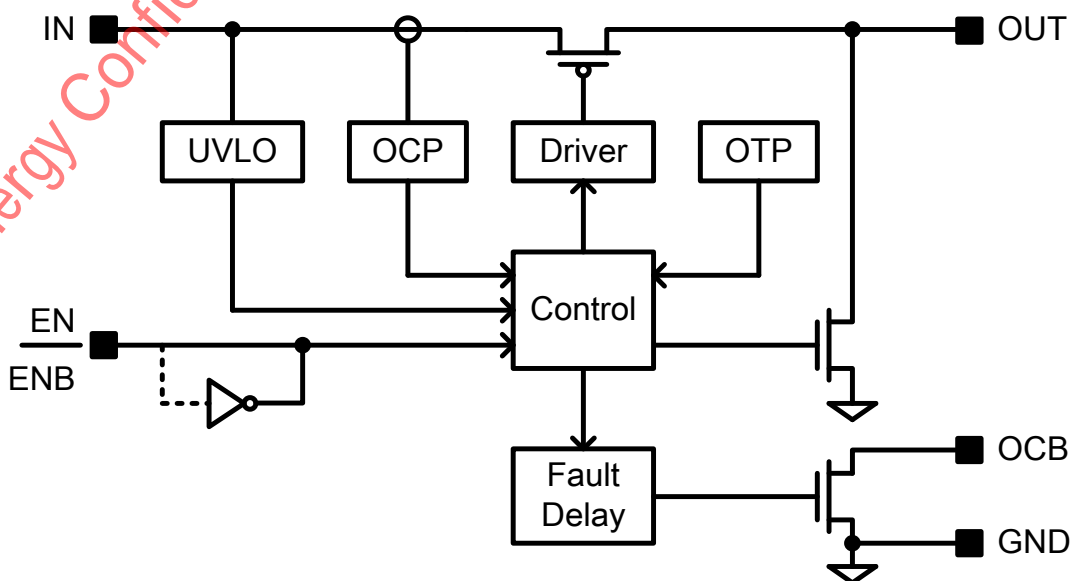 IN
OUT
UVLO
OCP
Driver
OTP
Control
EN
ENB
Fault
Delay
OCB
GND